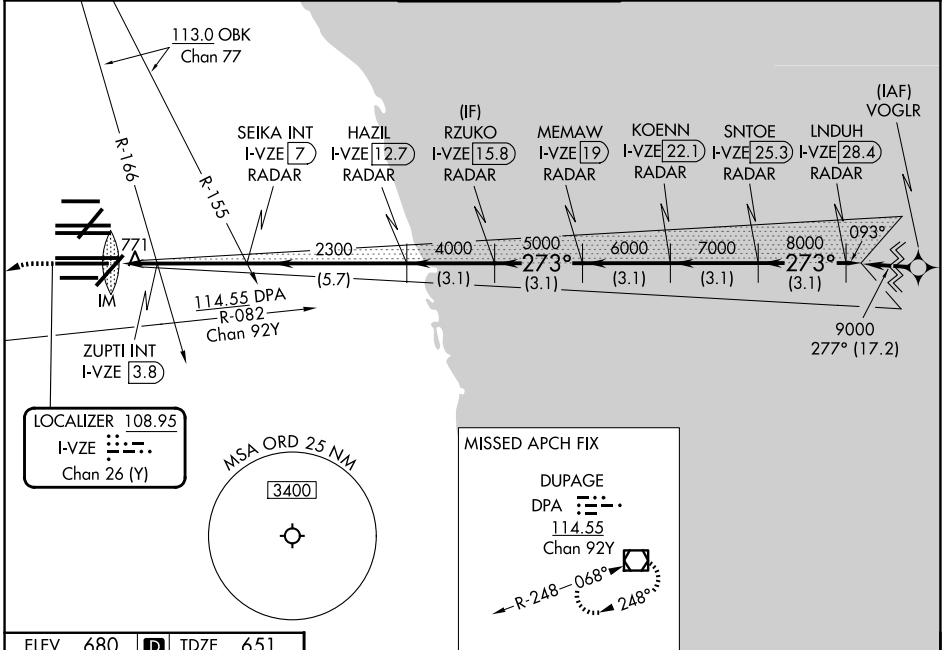 113.0 OBK
Chan 77
R-166
R-155
SEIKA INT
I-VZE 7
RADAR
HAZIL
I-VZE 12.7
RADAR
(IF)
RZUKO
I-VZE 15.8
RADAR
MEMAW
I-VZE 19
RADAR
KOENN
I-VZE 22.1
RADAR
SNTOE
I-VZE 25.3
RADAR
LNDUH
I-VZE 28.4
RADAR
(IAF)
VOGLR
771
2300
4000
5000
6000
7000
8000
093°
273°
273°
(5.7)
(3.1)
(3.1)
(3.1)
(3.1)
(3.1)
IM
114.55 DPA
R-082
Chan 92Y
9000
277° (17.2)
ZUPTI INT
I-VZE 3.8
LOCALIZER 108.95
I-VZE
Chan 26 (Y)
MSA ORD 25 NM
3400
MISSED APCH FIX
DUPAGE
DPA
114.55
Chan 92Y
R-248
068°
248°
ELEV 680 D TDZE 651